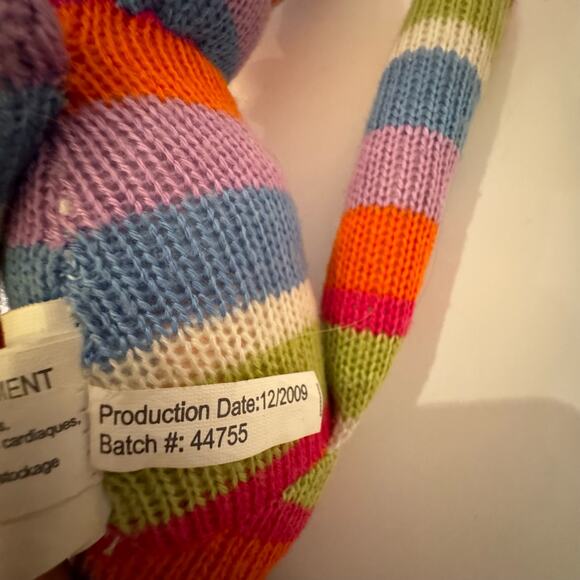 MENT
cardiaques,
stockage
Production Date:12/2009
Batch #: 44755